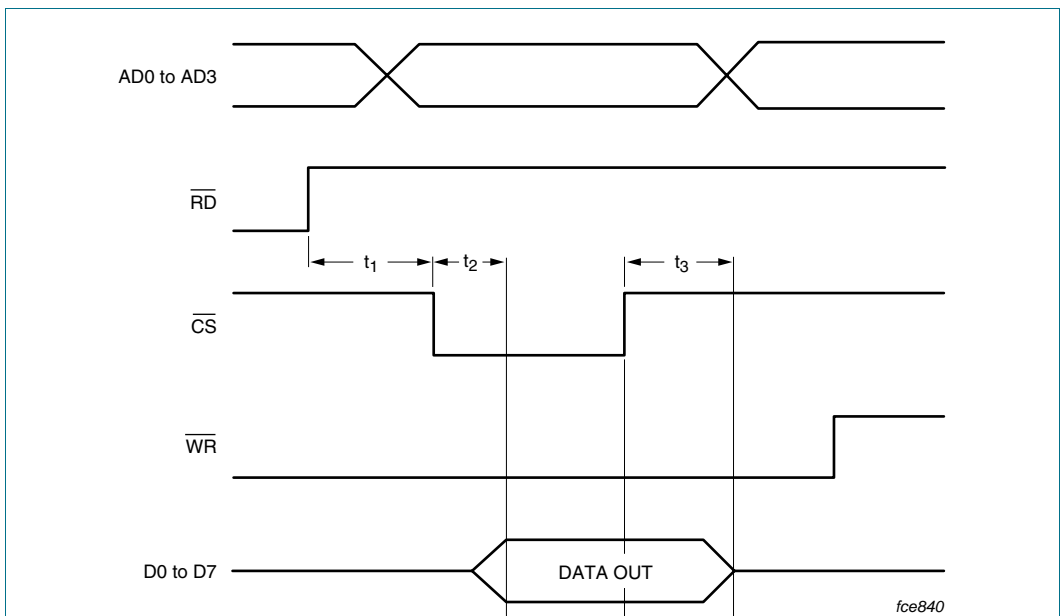 AD0 to AD3
RD
t1
t2
t3
CS
WR
D0 to D7
DATA OUT
fce840